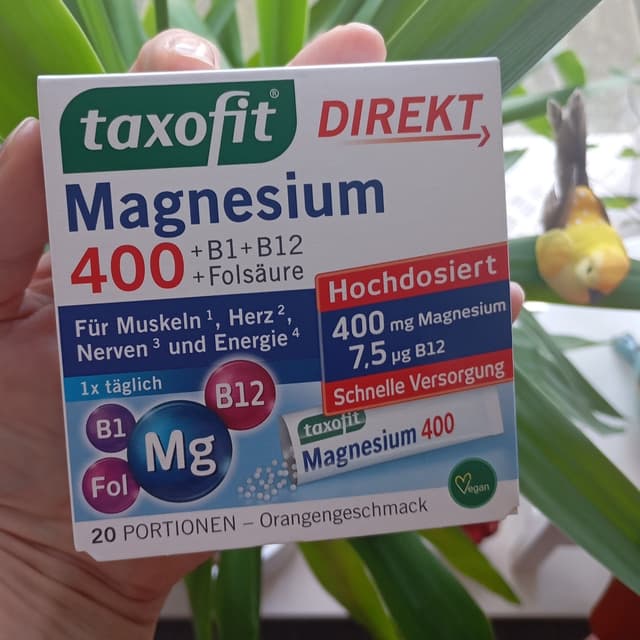 taxofit®
DIREKT
Magnesium
400 +B1+B12
+Folsäure
Hochdosiert
400 mg Magnesium
7,5 µg B12
Schnelle Versorgung
Für Muskeln ¹, Herz ²,
Nerven ³ und Energie ⁴
1x täglich
B1
B12
Mg
Fol
taxofit
Magnesium 400
Vegan
20 PORTIONEN – Orangengeschmack